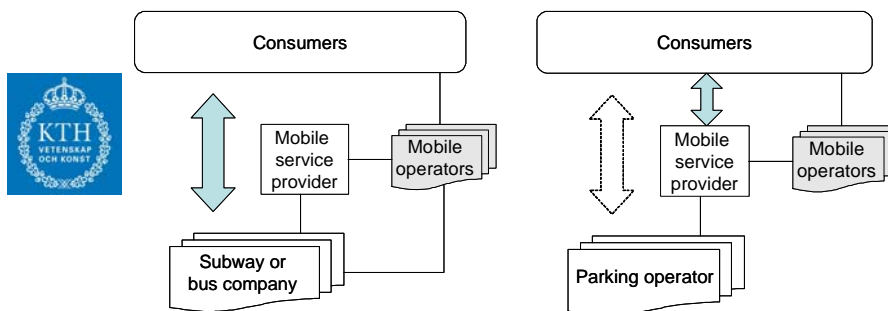 Consumers
KTH
VETENSKAP
OCH KONST
Mobile
service
provider
Mobile
operators
Subway or
bus company
Consumers
Mobile
service
provider
Mobile
operators
Parking operator